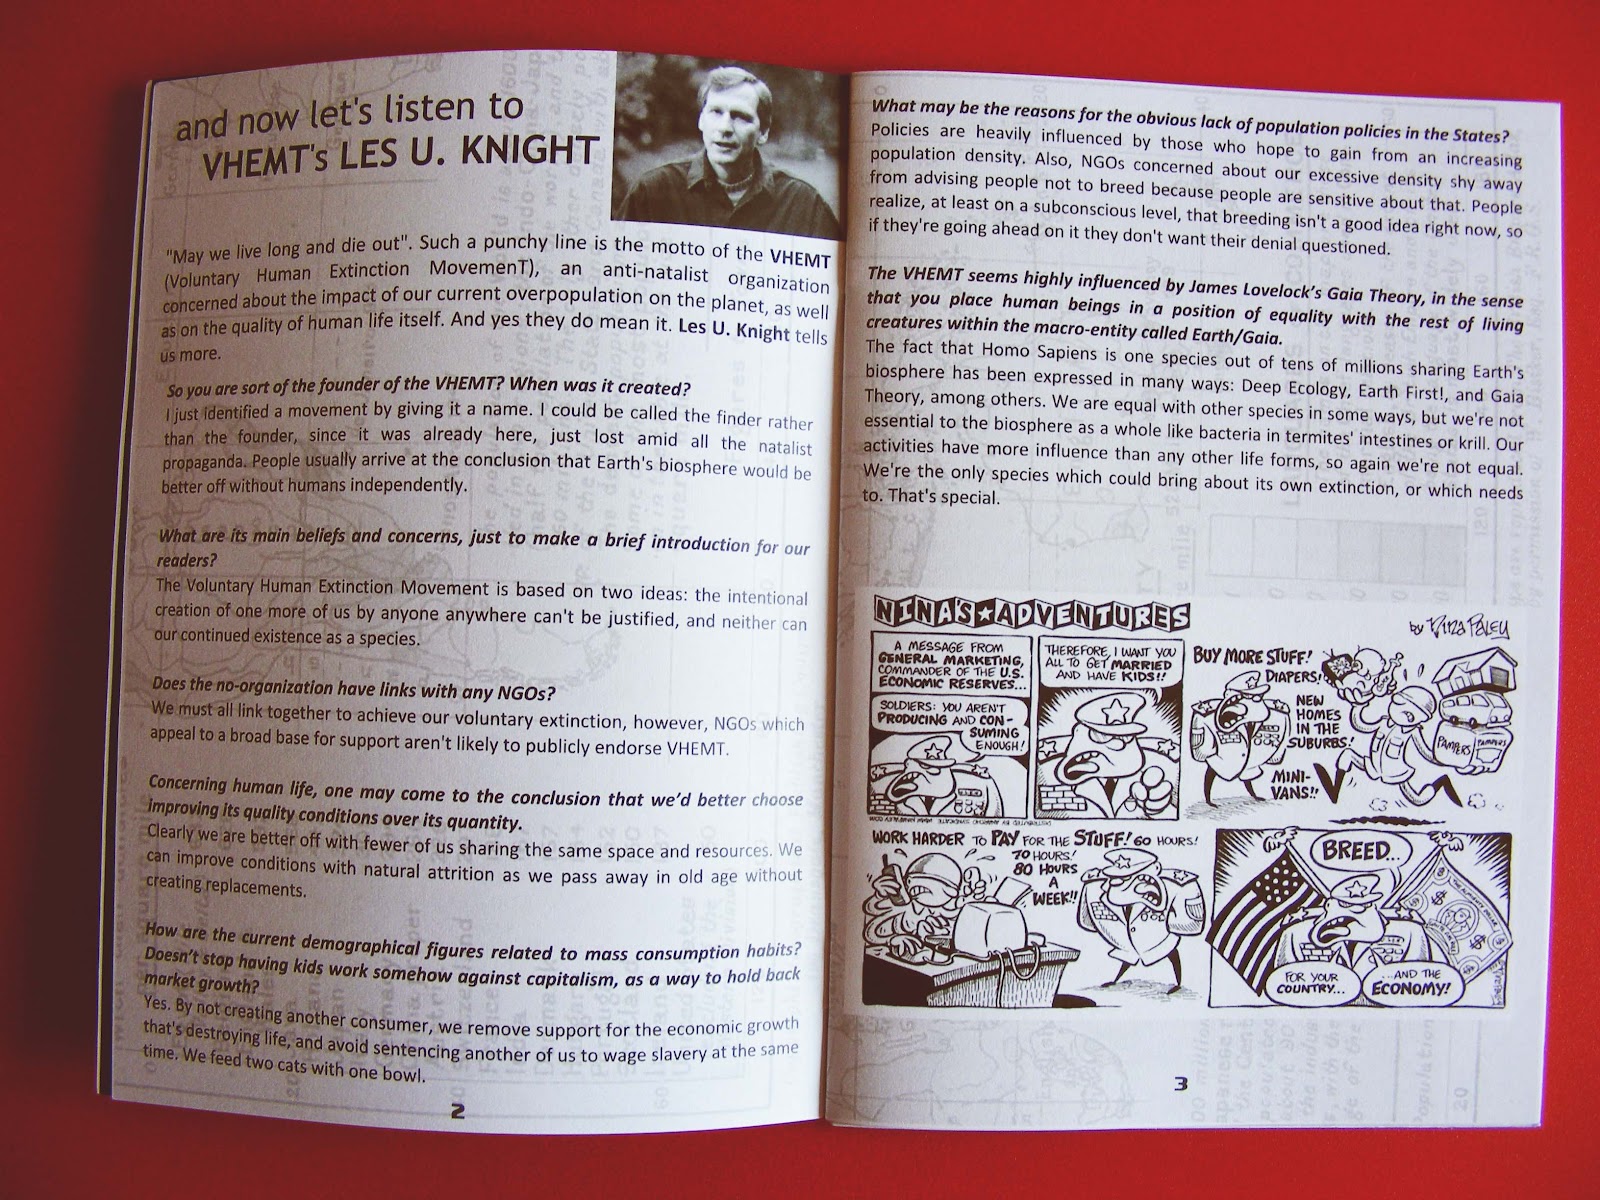 and now let's listen to
VHEMT's LES U. KNIGHT
"May we live long and die out". Such a punchy line is the motto of the VHEMT
(Voluntary Human Extinction MovemenT), an anti-natalist organization
concerned about the impact of our current overpopulation on the planet, as well
as on the quality of human life itself. And yes they do mean it. Les U. Knight tells
us more.
So you are sort of the founder of the VHEMT? When was it created?
I just identified a movement by giving it a name. I could be called the finder rather
than the founder, since it was already here, just lost amid all the natalist
propaganda. People usually arrive at the conclusion that Earth's biosphere would be
better off without humans independently.
What are its main beliefs and concerns, just to make a brief introduction for our
readers?
The Voluntary Human Extinction Movement is based on two ideas: the intentional
creation of one more of us by anyone anywhere can't be justified, and neither can
our continued existence as a species.
Does the no-organization have links with any NGOs?
We must all link together to achieve our voluntary extinction, however, NGOs which
appeal to a broad base for support aren't likely to publicly endorse VHEMT.
Concerning human life, one may come to the conclusion that we'd better choose
improving its quality conditions over its quantity.
Clearly we are better off with fewer of us sharing the same space and resources. We
can improve conditions with natural attrition as we pass away in old age without
creating replacements.
How are the current demographical figures related to mass consumption habits?
Doesn't stop having kids work somehow against capitalism, as a way to hold back
market growth?
Yes. By not creating another consumer, we remove support for the economic growth
that's destroying life, and avoid sentencing another of us to wage slavery at the same
time. We feed two cats with one bowl.
2
What may be the reasons for the obvious lack of population policies in the States?
Policies are heavily influenced by those who hope to gain from an increasing
population density. Also, NGOs concerned about our excessive density shy away
from advising people not to breed because people are sensitive about that. People
realize, at least on a subconscious level, that breeding isn't a good idea right now, so
if they're going ahead on it they don't want their denial questioned.
The VHEMT seems highly influenced by James Lovelock's Gaia Theory, in the sense
that you place human beings in a position of equality with the rest of living
creatures within the macro-entity called Earth/Gaia.
The fact that Homo Sapiens is one species out of tens of millions sharing Earth's
biosphere has been expressed in many ways: Deep Ecology, Earth First!, and Gaia
Theory, among others. We are equal with other species in some ways, but we're not
essential to the biosphere as a whole like bacteria in termites' intestines or krill. Our
activities have more influence than any other life forms, so again we're not equal.
We're the only species which could bring about its own extinction, or which needs
to. That's special.
NINA'S★ADVENTURES
by Nina Paley
A MESSAGE FROM
GENERAL MARKETING,
COMMANDER OF THE U.S.
ECONOMIC RESERVES...
SOLDIERS: YOU AREN'T
PRODUCING AND CON-
SUMING
ENOUGH!
THEREFORE, I WANT YOU
ALL TO GET MARRIED
AND HAVE KIDS!!
BUY MORE STUFF!
DIAPERS!
NEW
HOMES
IN THE
SUBURBS!
MINI-
VANS!!
PAMPERS
PAMPERS
WORK HARDER TO PAY FOR THE STUFF! 60 HOURS!
70 HOURS!
80 HOURS
A
WEEK!!
BREED...
FOR YOUR
COUNTRY...
...AND THE
ECONOMY!
3